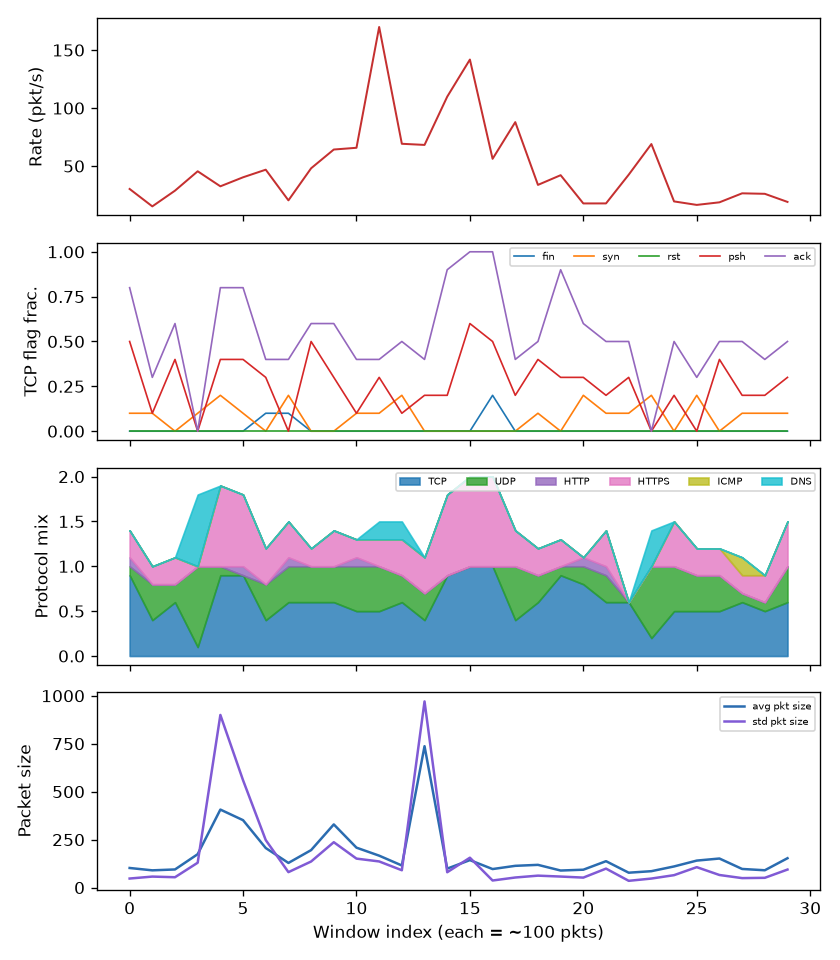 Rate (pkt/s)
150
100
50
TCP flag frac.
1.00
0.75
0.50
0.25
0.00
fin syn rst psh ack
Protocol mix
2.0
1.5
1.0
0.5
0.0
TCP UDP HTTP HTTPS ICMP DNS
Packet size
1000
750
500
250
0
avg pkt size
std pkt size
0 5 10 15 20 25 30
Window index (each = ~100 pkts)